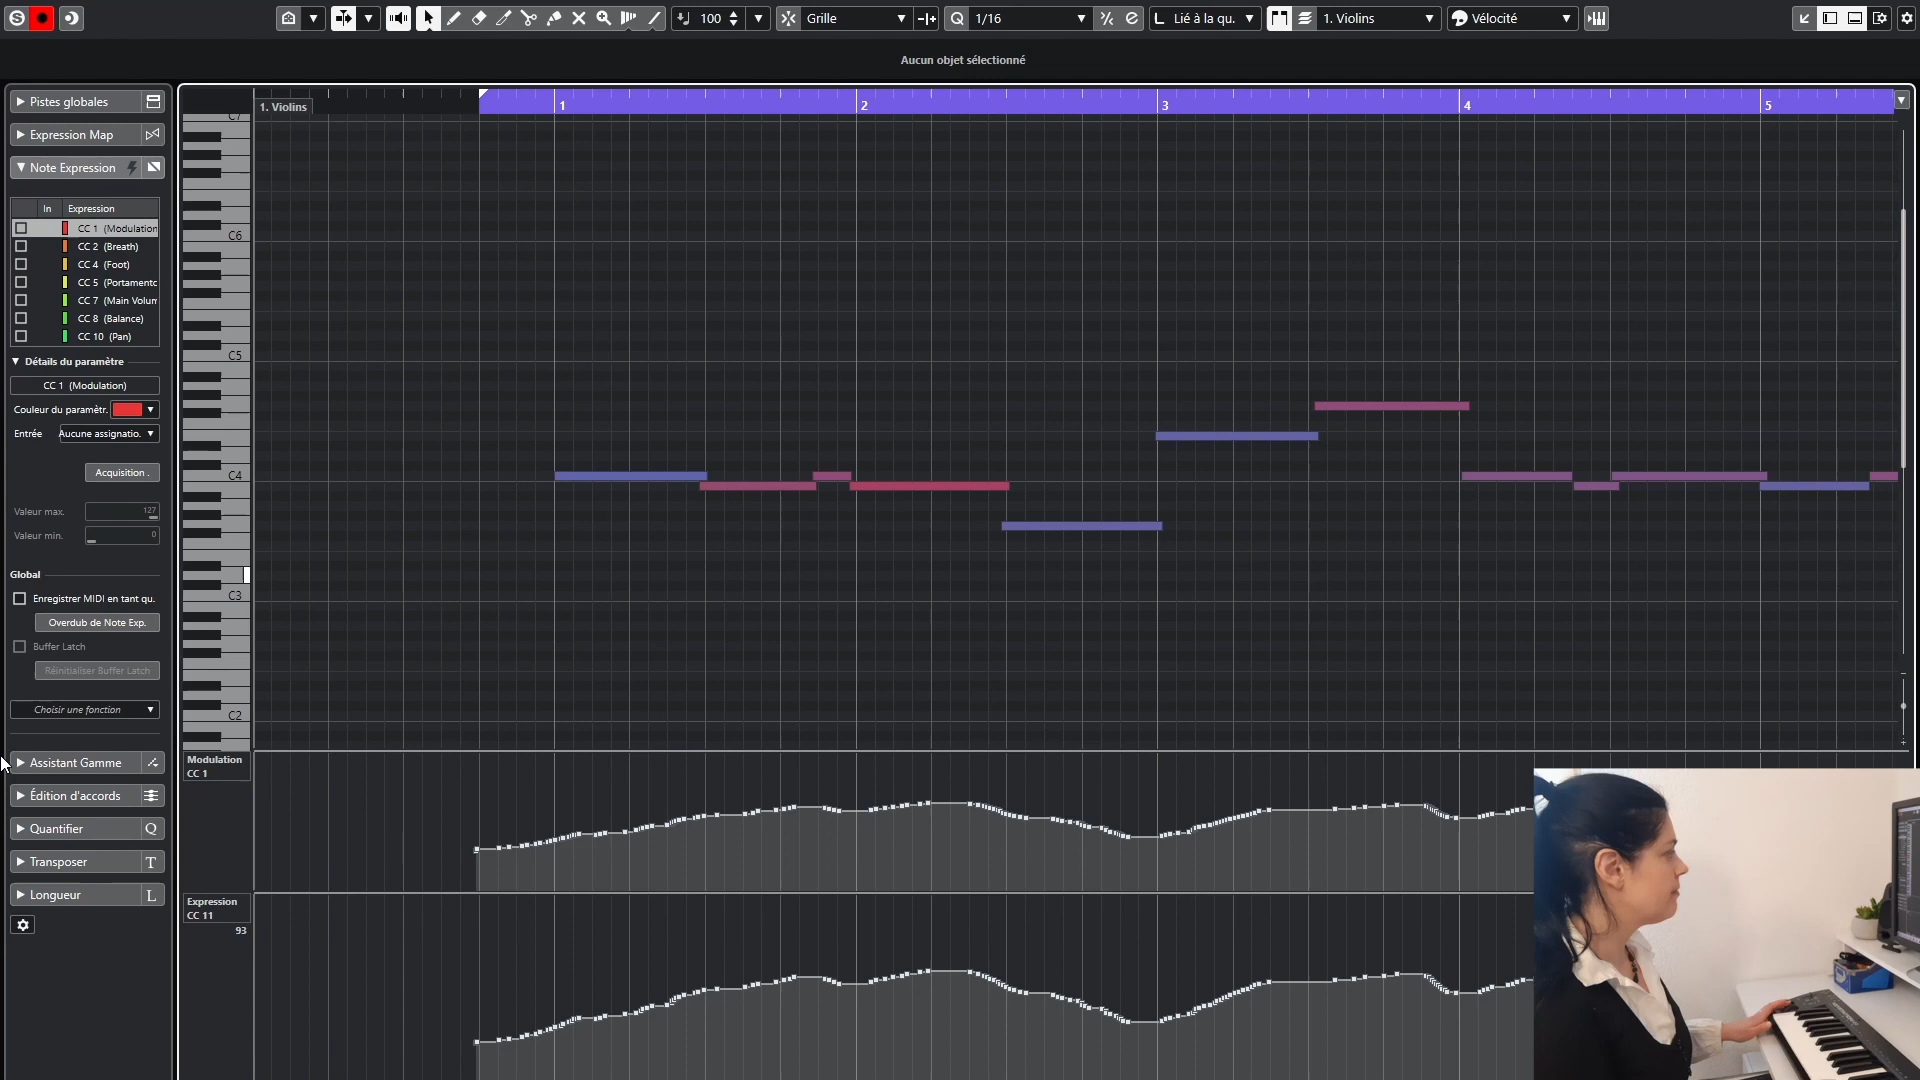 100
Grille
1/16
Lié à la qu.
1. Violins
Vélocité
Aucun objet sélectionné
Pistes globales
Expression Map
Note Expression
In Expression
CC 1 (Modulation
CC 2 (Breath)
CC 4 (Foot)
CC 5 (Portamento
CC 7 (Main Volum
CC 8 (Balance)
CC 10 (Pan)
Détails du paramètre
CC 1 (Modulation)
Couleur du paramètr.
Entrée Aucune assignatio.
Acquisition .
Valeur max. 127
Valeur min. 0
Global
Enregistrer MIDI en tant qu.
Overdub de Note Exp.
Buffer Latch
Réinitialiser Buffer Latch
Choisir une fonction
Assistant Gamme
Édition d'accords
Quantifier Q
Transposer T
Longueur L
1. Violins
1 2 3 4 5
C7
C6
C5
C4
C3
C2
Modulation
CC 1
Expression
CC 11
93